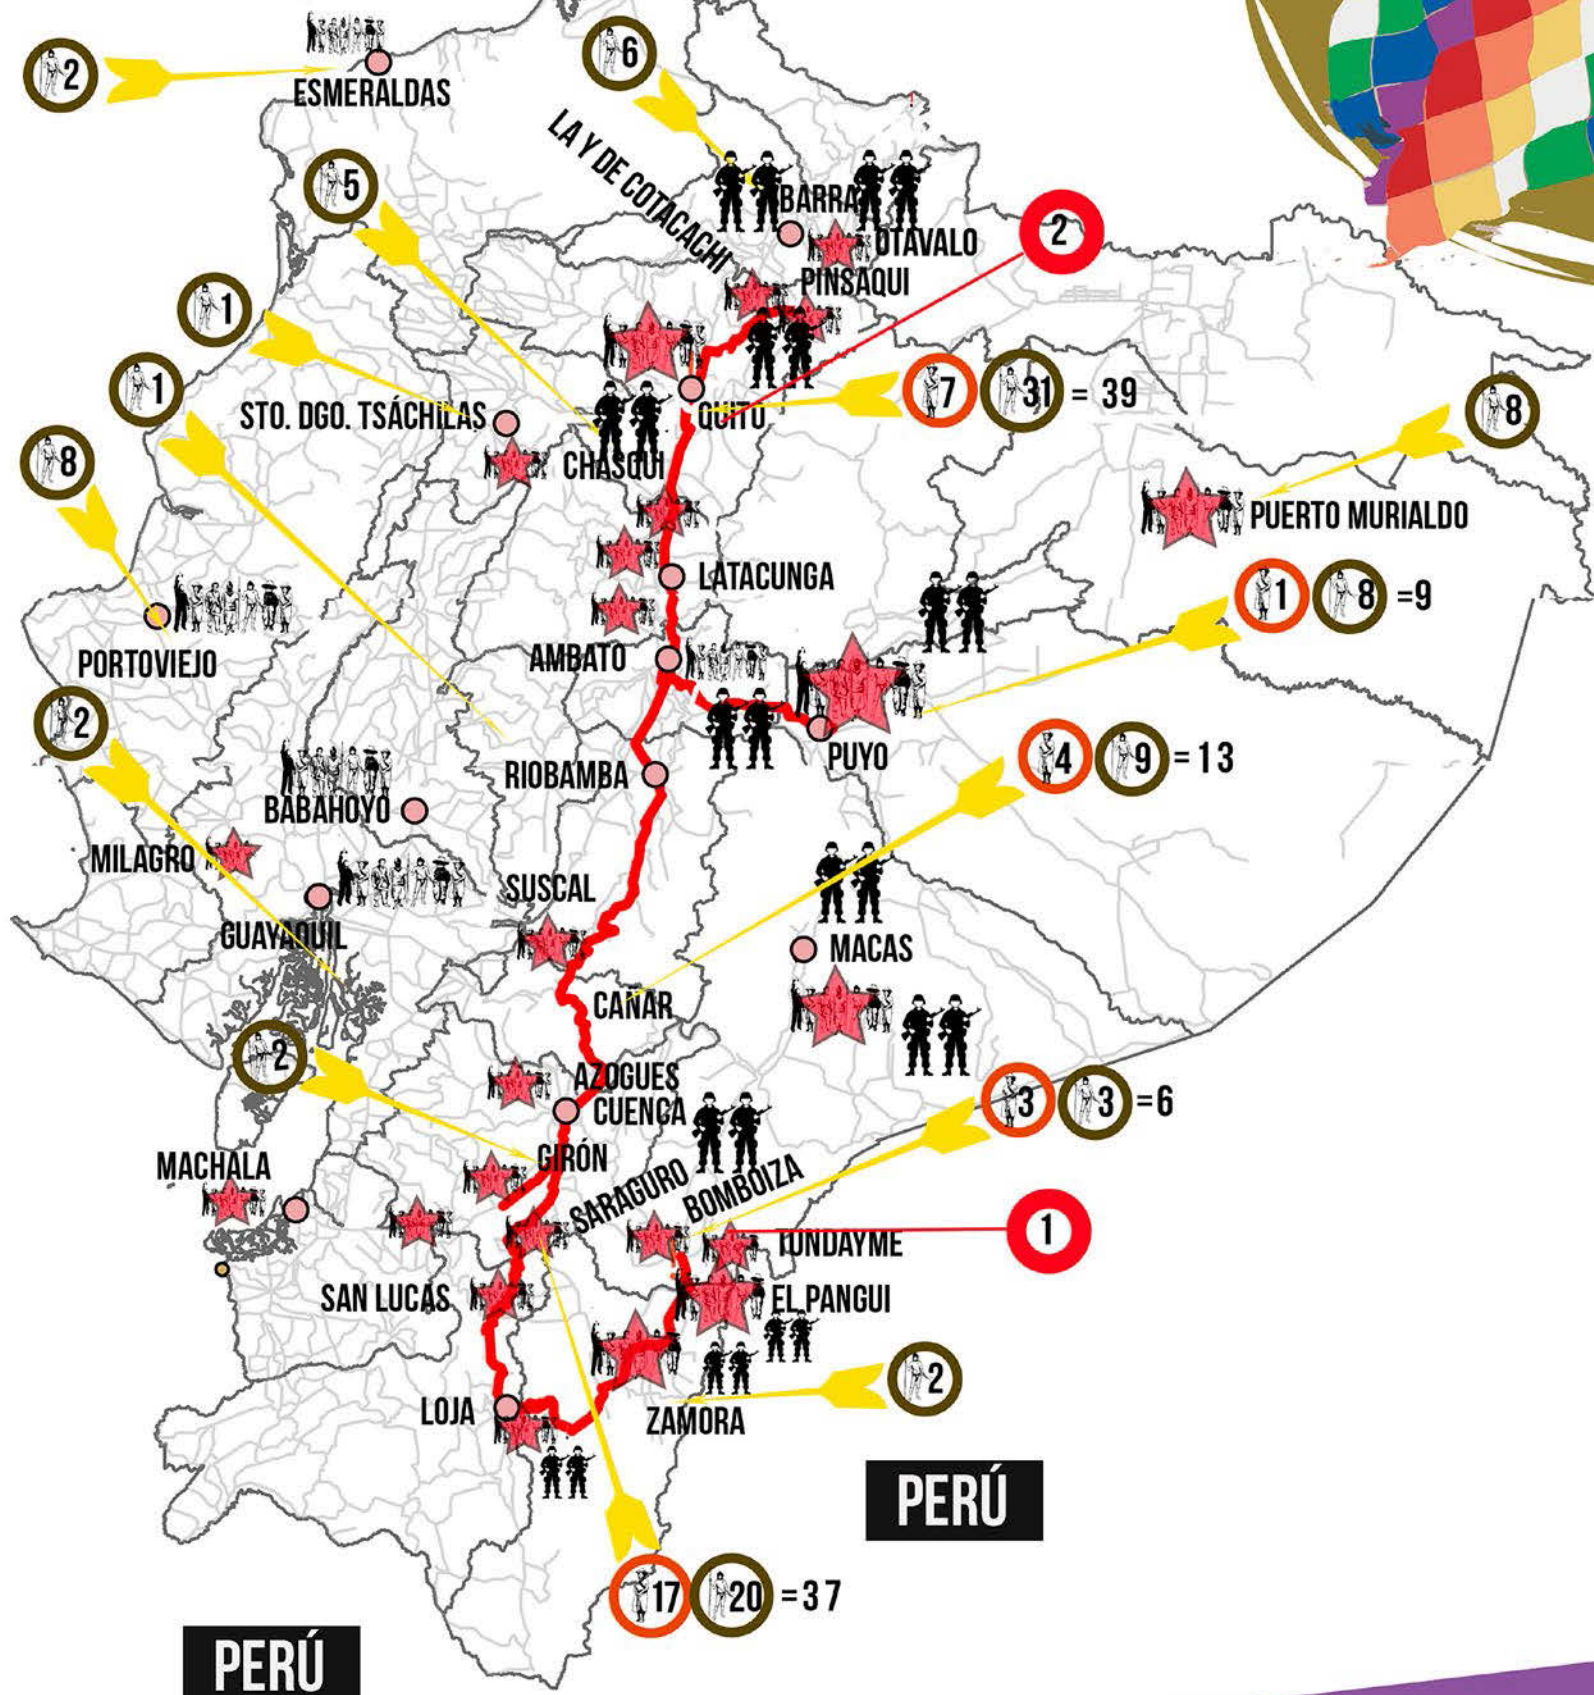 2
ESMERALDAS
6
LA Y DE COTACACHI
5
BARRA
OTAVALO
2
PINSAQUI
1
1
STO. DGO. TSÁCHILAS
QUITO
7 31 = 39
8
8
CHASQUI
PUERTO MURIALDO
LATACUNGA
1 8 =9
PORTOVIEJO
AMBATO
2
PUYO
4 9 = 13
RIOBAMBA
BABAHOYO
MILAGRO
SUSCAL
GUAYAQUIL
MACAS
CAÑAR
2
AZOGUES
CUENCA
3 3 =6
GIRÓN
MACHALA
SARAGURO
BOMBOIZA
1
TUNDAYME
SAN LUCAS
EL PANGUI
2
LOJA
ZAMORA
PERÚ
17 20 =37
PERÚ